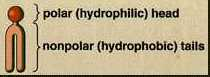 polar (hydrophilic) head
nonpolar (hydrophobic) tails